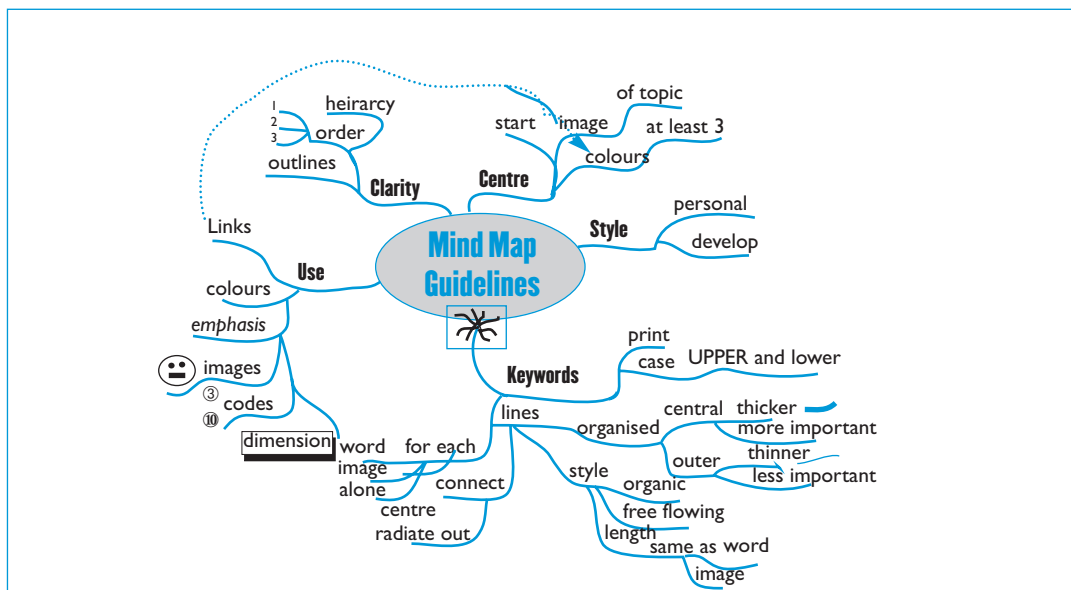 Mind Map
Guidelines
Centre
start
image
of topic
colours
at least 3
Style
personal
develop
Keywords
print
case
UPPER and lower
lines
organised
central
thicker
more important
outer
thinner
less important
style
organic
free flowing
length
same as word
image
connect
centre
radiate out
for each
word
image
alone
Use
Links
colours
emphasis
images
③
codes
⑩
dimension
Clarity
heirarcy
order
1
2
3
outlines